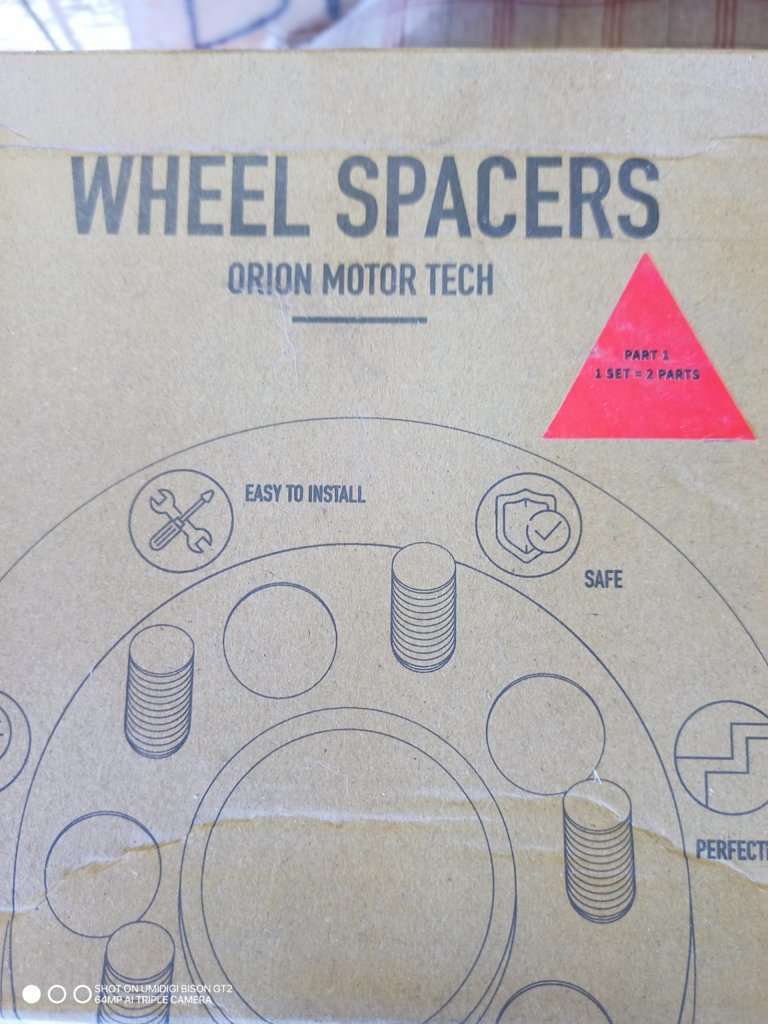 WHEEL SPACERS
ORION MOTOR TECH
PART 1
1 SET = 2 PARTS
EASY TO INSTALL
SAFE
SHOT ON UMIDIGI BISON GT2
64MP AI TRIPLE CAMERA